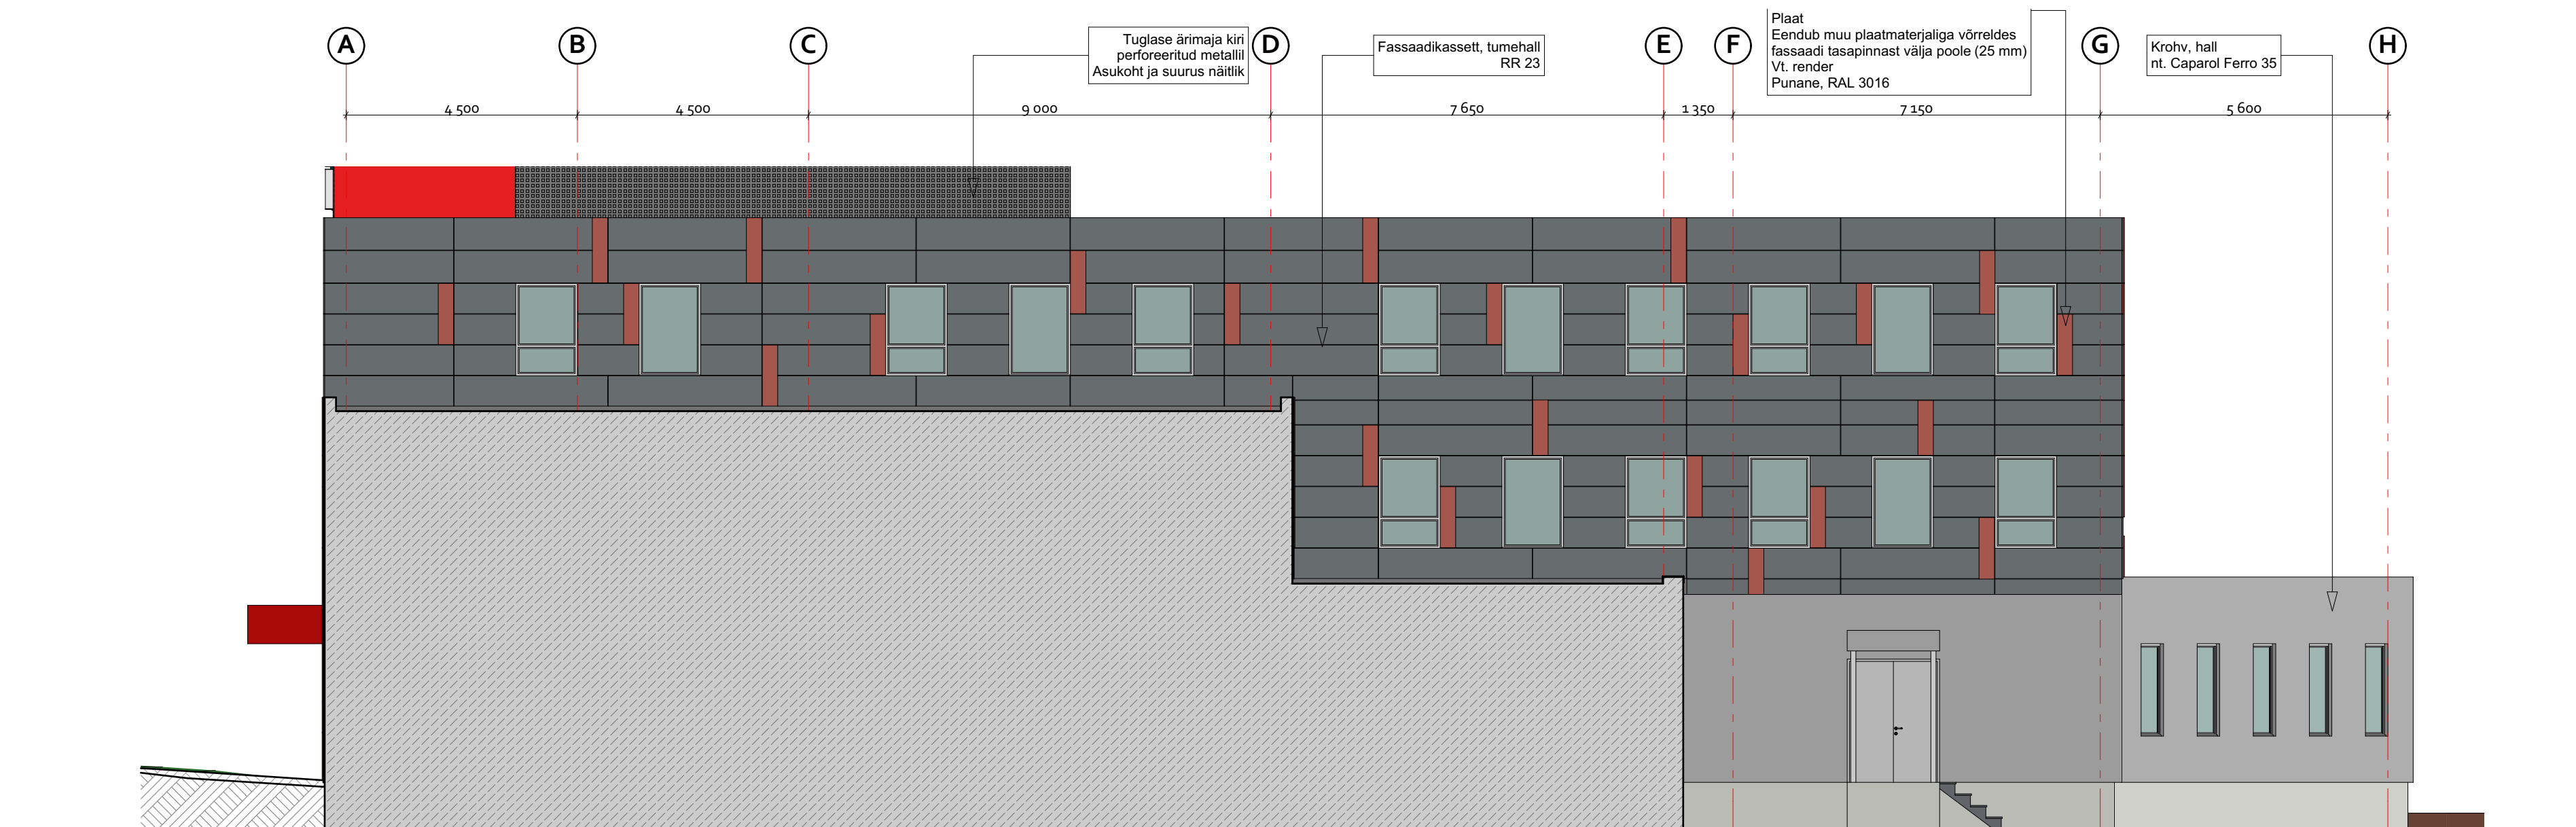 A
B
C
D
E
F
G
H
Tuglase ärimaja kiri
perforeeritud metallil
Asukoht ja suurus näitlik
Fassaadikassett, tumehall
RR 23
Plaat
Eendub muu plaatmaterjaliga võrreldes
fassaadi tasapinnast välja poole (25 mm)
Vt. render
Punane, RAL 3016
Krohv, hall
nt. Caparol Ferro 35
4 500
4 500
9 000
7 650
1 350
7 150
5 600